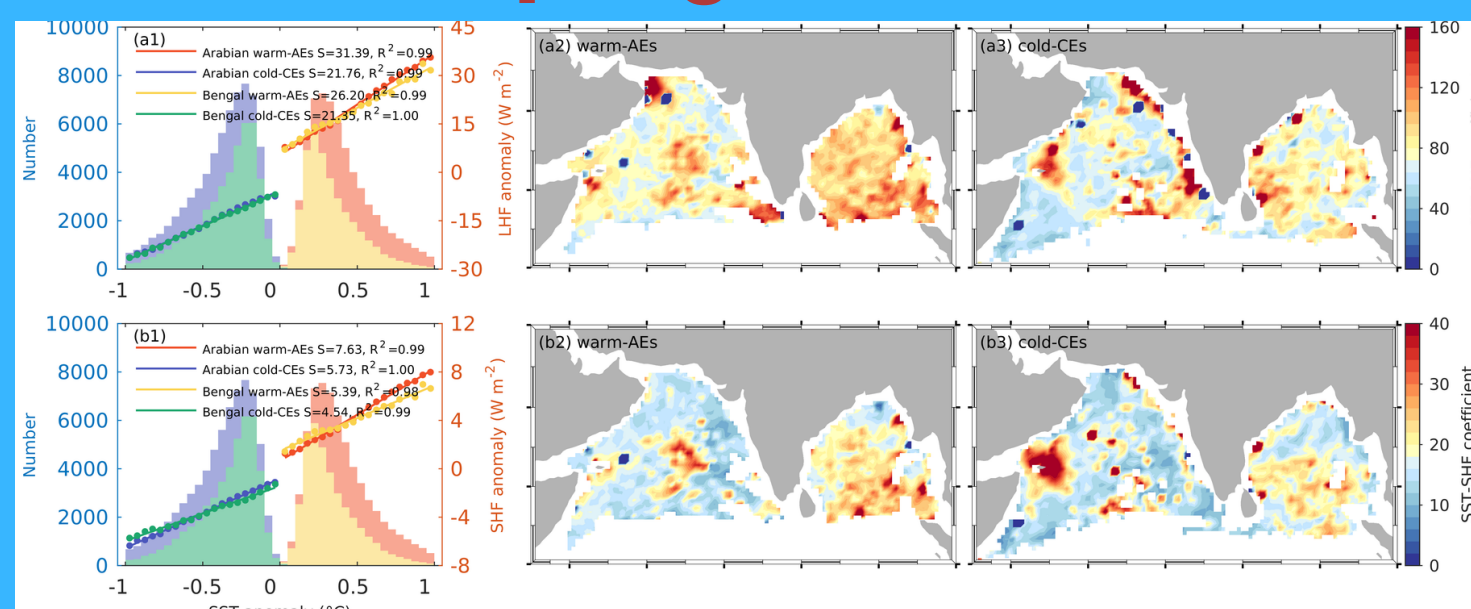 (a1)
Arabian warm-AEs S=31.39, R²=0.99
Arabian cold-CEs S=21.76, R²=0.99
Bengal warm-AEs S=26.20, R²=0.99
Bengal cold-CEs S=21.35, R²=1.00
Number
10000
8000
6000
4000
2000
0
-1 -0.5 0 0.5 1
45
30
15
0
-15
-30
LHF anomaly (W m⁻²)
(a2) warm-AEs
(a3) cold-CEs
160
120
80
40
0
(b1)
Arabian warm-AEs S=7.63, R²=0.99
Arabian cold-CEs S=5.73, R²=1.00
Bengal warm-AEs S=5.39, R²=0.98
Bengal cold-CEs S=4.54, R²=0.99
Number
10000
8000
6000
4000
2000
0
-1 -0.5 0 0.5 1
12
8
4
0
-4
-8
SHF anomaly (W m⁻²)
(b2) warm-AEs
(b3) cold-CEs
40
30
20
10
0
SST-SHF coefficient
SST anomaly (°C)